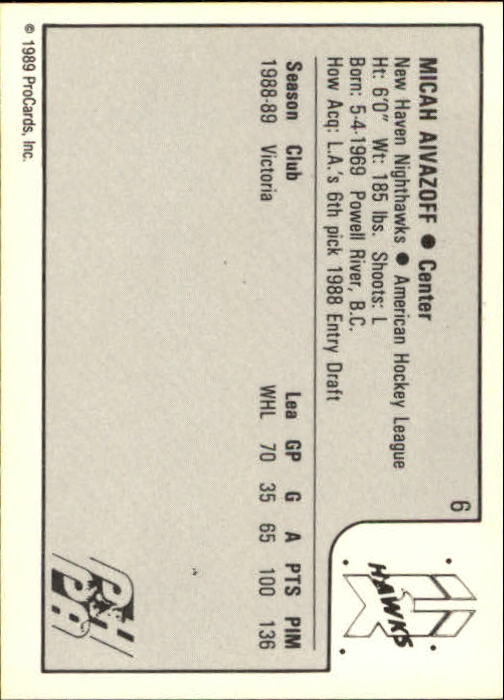 6
MICAH AIVAZOFF ● Center
New Haven Nighthawks ● American Hockey League
Ht: 6'0" Wt: 185 lbs. Shoots: L
Born: 5-4-1969 Powell River, B.C.
How Acq: L.A.'s 6th pick 1988 Entry Draft
Season Club Lea GP G A PTS PIM
1988-89 Victoria WHL 70 35 65 100 136
HAWKS
© 1989 ProCards, Inc.